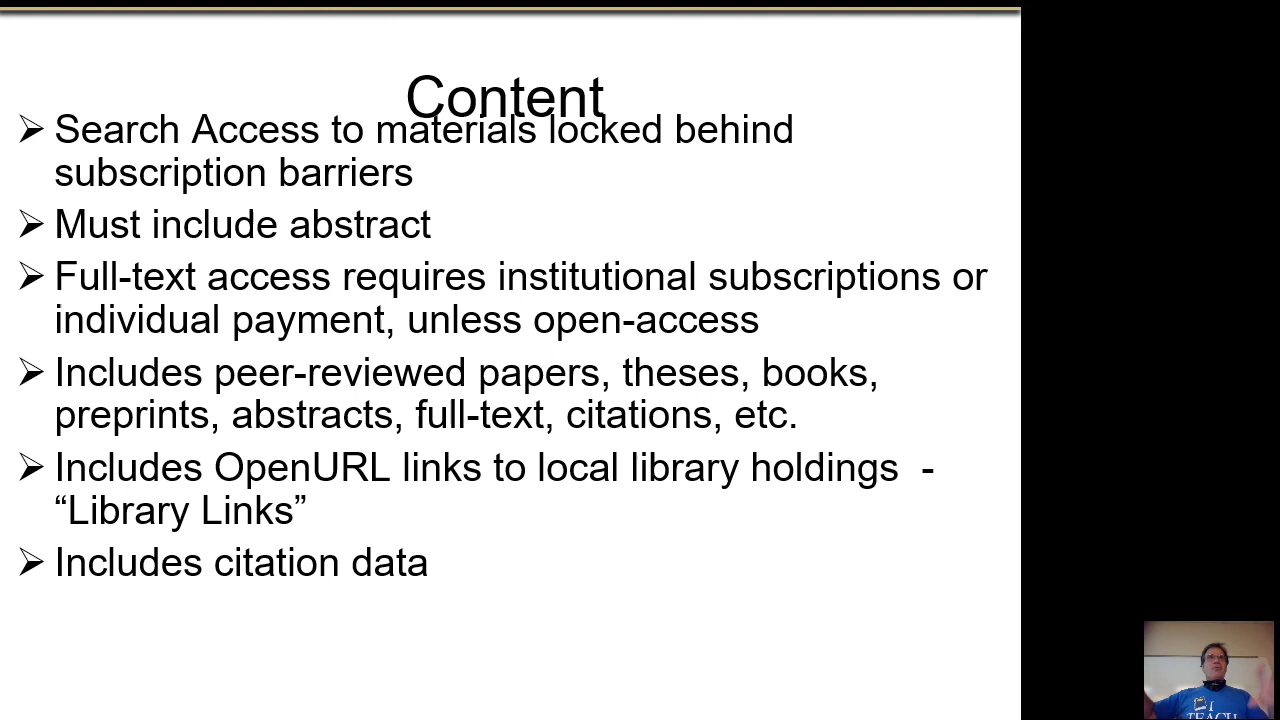 Content
➢ Search Access to materials locked behind
subscription barriers
➢ Must include abstract
➢ Full-text access requires institutional subscriptions or
individual payment, unless open-access
➢ Includes peer-reviewed papers, theses, books,
preprints, abstracts, full-text, citations, etc.
➢ Includes OpenURL links to local library holdings  -
“Library Links”
➢ Includes citation data
I
TEACH